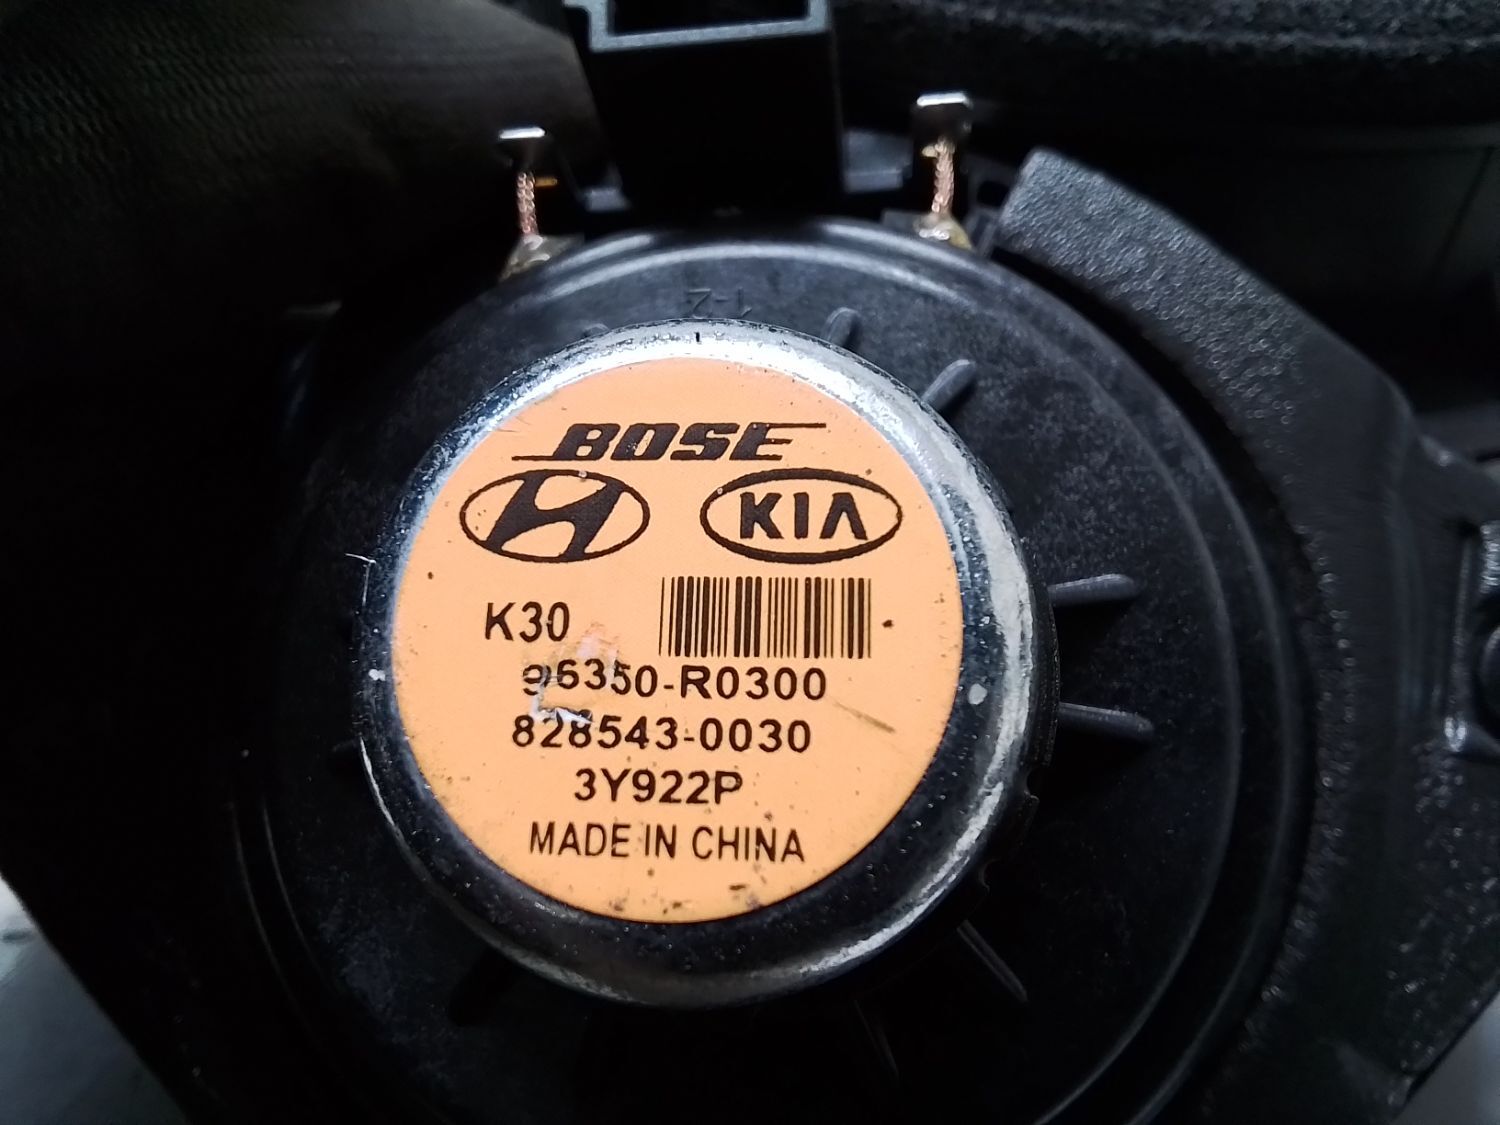 BOSE
KIA
K30
96350-R0300
828543-0030
3Y922P
MADE IN CHINA